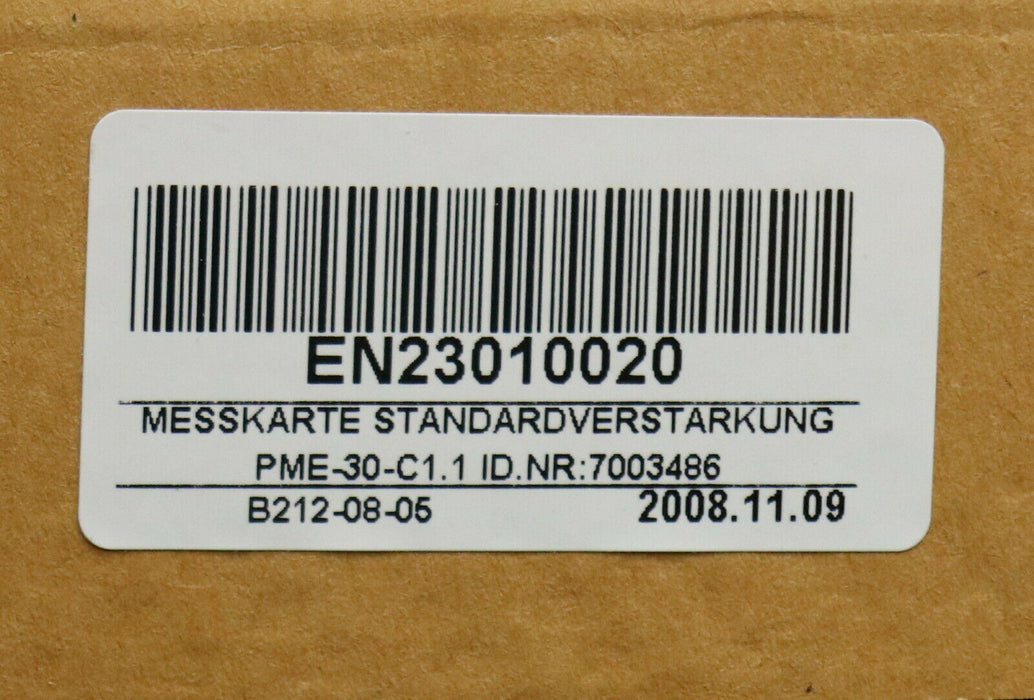 EN23010020
MESSKARTE STANDARDVERSTARKUNG
PME-30-C1.1 ID.NR:7003486
B212-08-05 2008.11.09